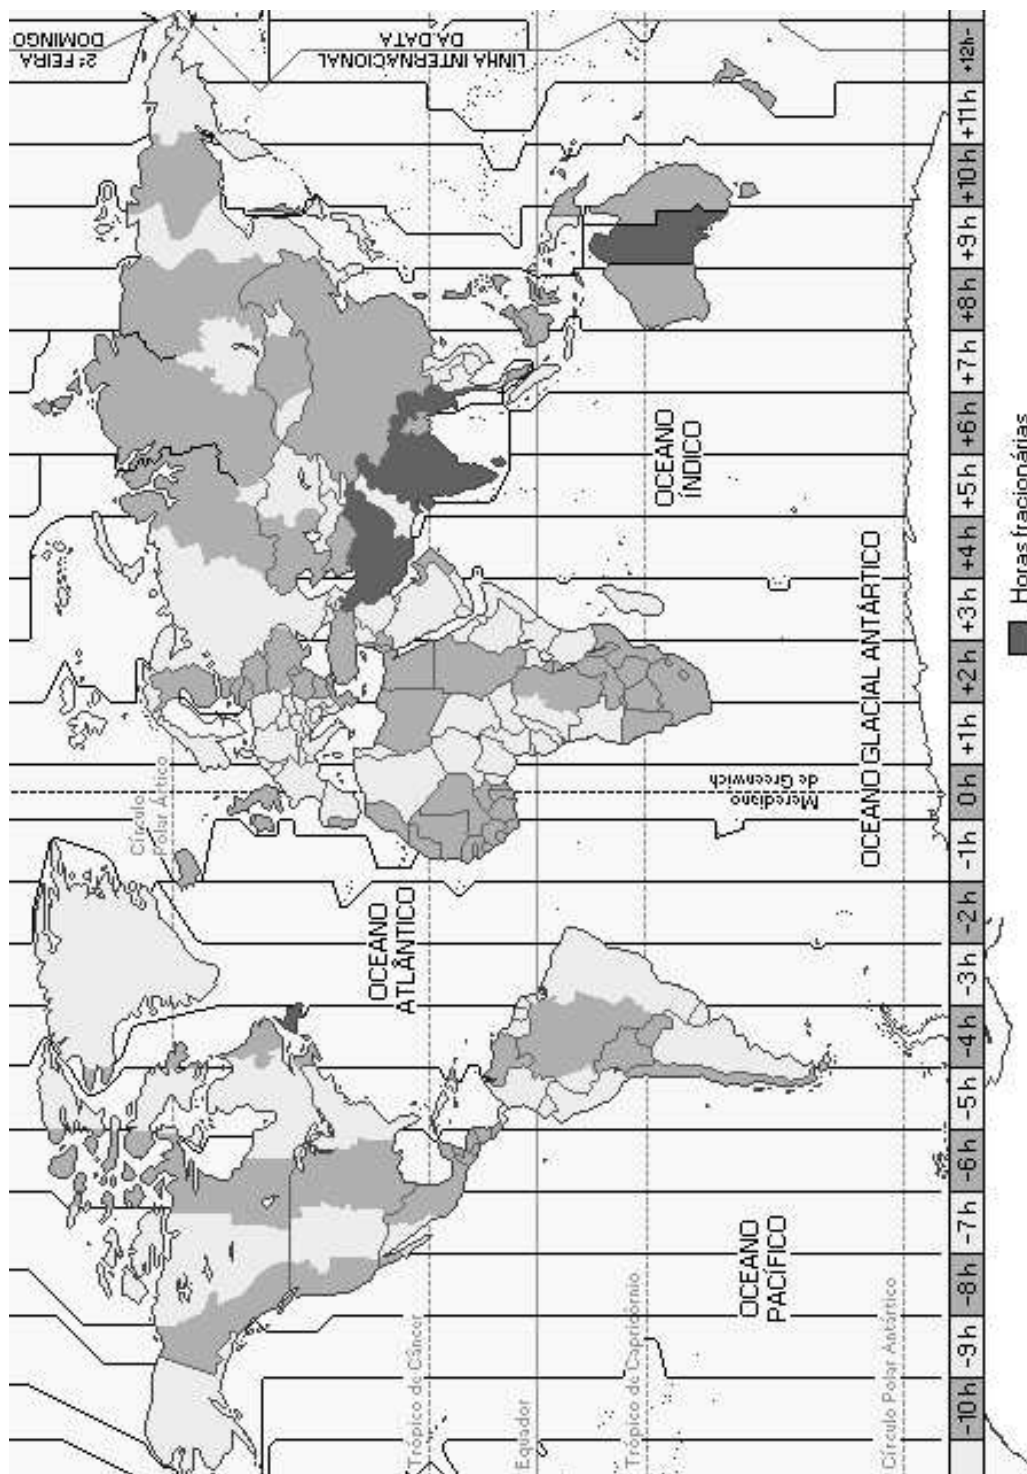 2ª FEIRA
DOMINGO
LINHA INTERNACIONAL
DA DATA
Círculo
Polar Ártico
OCEANO
ATLÂNTICO
OCEANO
PACÍFICO
OCEANO
ÍNDICO
OCEANO GLACIAL ANTÁRTICO
Merediano
de Greenwich
Trópico de Câncer
Equador
Trópico de Capricórnio
Círculo Polar Antártico
-10h
-9h
-8h
-7h
-6h
-5h
-4h
-3h
-2h
-1h
0h
+1h
+2h
+3h
+4h
+5h
+6h
+7h
+8h
+9h
+10h
+11h
+12h-
Horas fracionárias